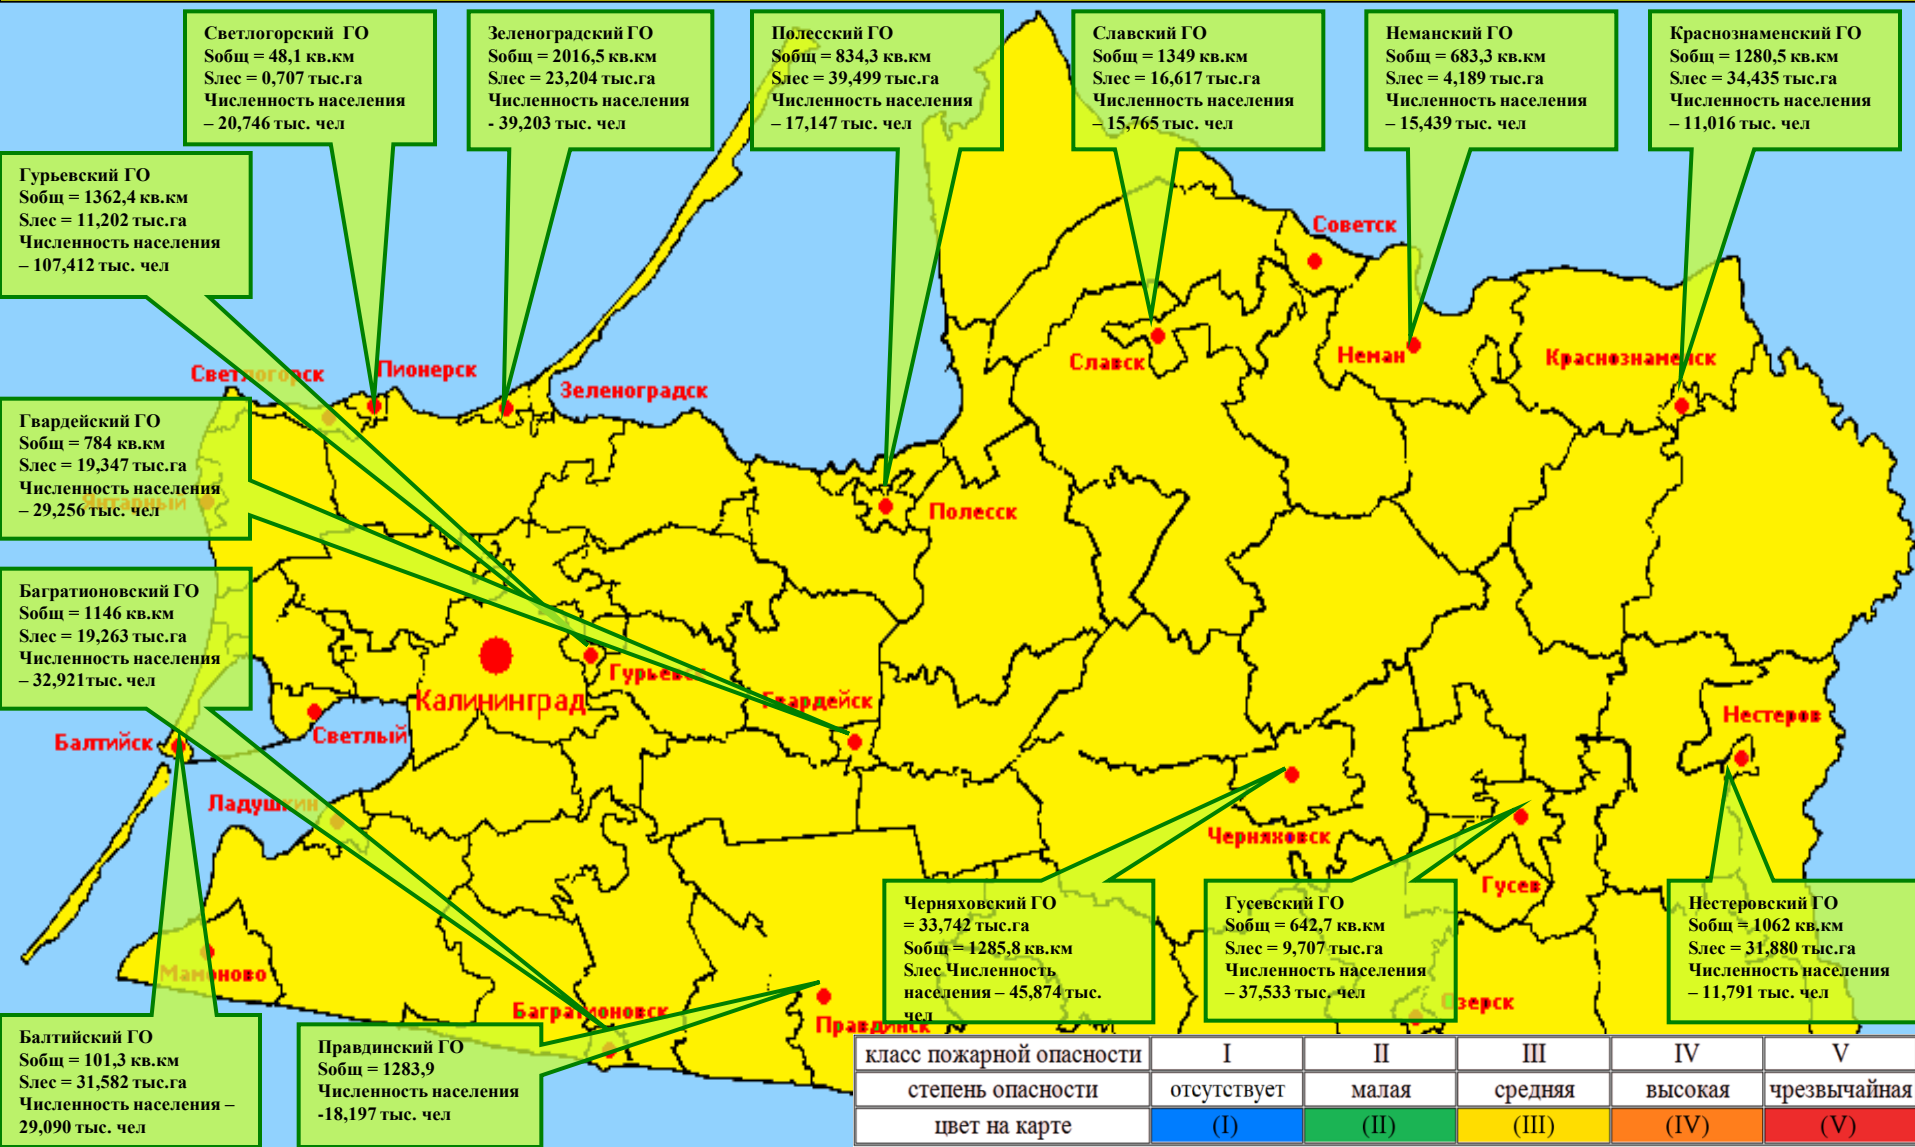 Светлогорский ГО
Sобщ = 48,1 кв.км
Sлес = 0,707 тыс.га
Численность населения
– 20,746 тыс. чел
Зеленоградский ГО
Sобщ = 2016,5 кв.км
Sлес = 23,204 тыс.га
Численность населения
- 39,203 тыс. чел
Полесский ГО
Sобщ = 834,3 кв.км
Sлес = 39,499 тыс.га
Численность населения
– 17,147 тыс. чел
Славский ГО
Sобщ = 1349 кв.км
Sлес = 16,617 тыс.га
Численность населения
– 15,765 тыс. чел
Неманский ГО
Sобщ = 683,3 кв.км
Sлес = 4,189 тыс.га
Численность населения
– 15,439 тыс. чел
Краснознаменский ГО
Sобщ = 1280,5 кв.км
Sлес = 34,435 тыс.га
Численность населения
– 11,016 тыс. чел
Гурьевский ГО
Sобщ = 1362,4 кв.км
Sлес = 11,202 тыс.га
Численность населения
– 107,412 тыс. чел
Советск
Славск
Неман
Краснознаменск
Светлогорск
Пионерск
Зеленоградск
Гвардейский ГО
Sобщ = 784 кв.км
Sлес = 19,347 тыс.га
Численность населения
– 29,256 тыс. чел
Янтарный
Полесск
Багратионовский ГО
Sобщ = 1146 кв.км
Sлес = 19,263 тыс.га
Численность населения
– 32,921тыс. чел
Гурьевск
Калининград
Гвардейск
Нестеров
Балтийск
Светлый
Ладушкин
Черняховск
Гусев
Мамоново
Багратионовск
Правдинск
Озерск
Черняховский ГО
= 33,742 тыс.га
Sобщ = 1285,8 кв.км
Sлес Численность
населения – 45,874 тыс.
чел
Гусевский ГО
Sобщ = 642,7 кв.км
Sлес = 9,707 тыс.га
Численность населения
– 37,533 тыс. чел
Нестеровский ГО
Sобщ = 1062 кв.км
Sлес = 31,880 тыс.га
Численность населения
– 11,791 тыс. чел
Балтийский ГО
Sобщ = 101,3 кв.км
Sлес = 31,582 тыс.га
Численность населения –
29,090 тыс. чел
Правдинский ГО
Sобщ = 1283,9
Численность населения
-18,197 тыс. чел
класс пожарной опасности I II III IV V
степень опасности отсутствует малая средняя высокая чрезвычайная
цвет на карте (I) (II) (III) (IV) (V)